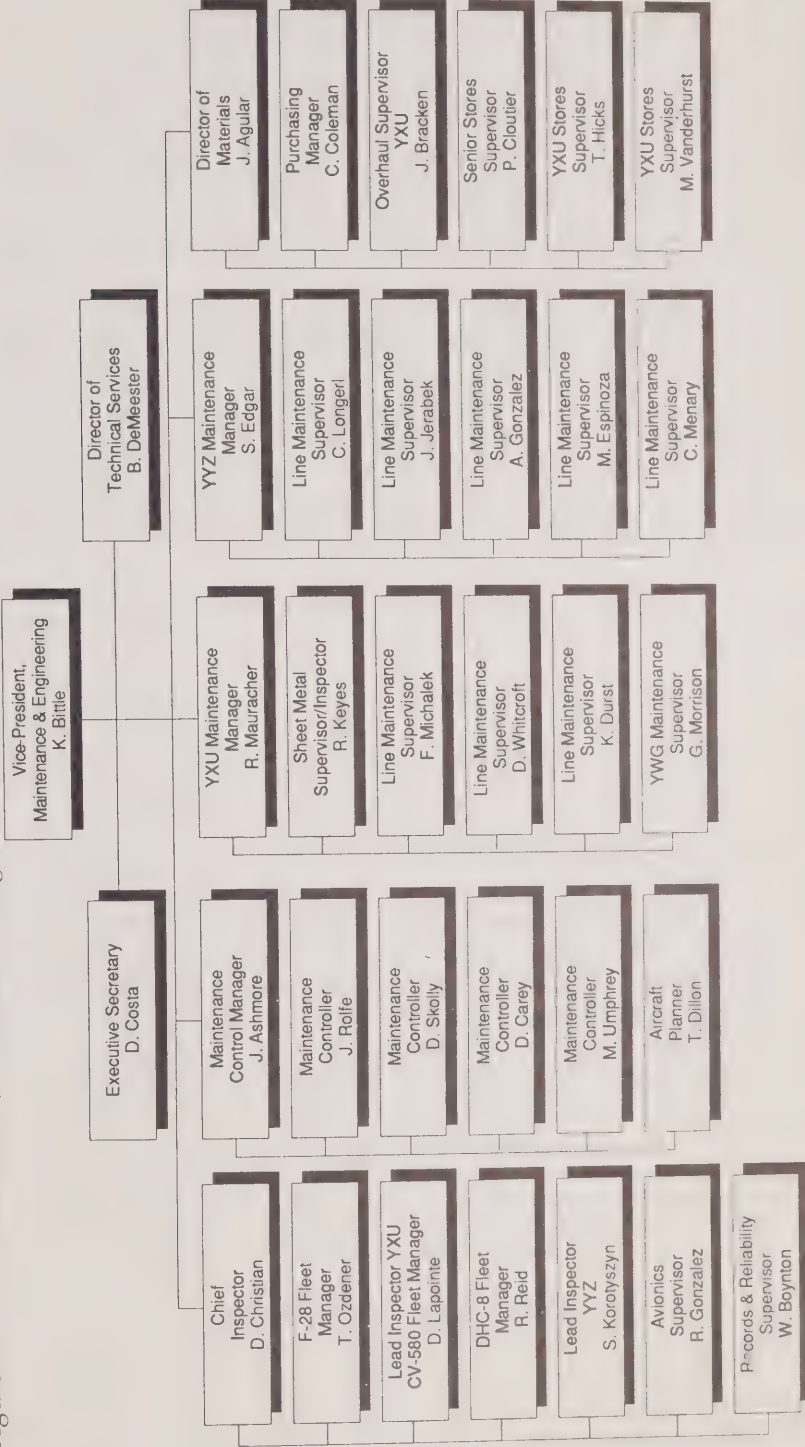 Vice-President,
Maintenance & Engineering
K. Bittle
Executive Secretary
D. Costa
Director of
Technical Services
B. DeMeester
Chief
Inspector
D. Christian
F-28 Fleet
Manager
T. Ozdener
Lead Inspector YXU
CV-580 Fleet Manager
D. Lapointe
DHC-8 Fleet
Manager
R. Reid
Lead Inspector
YYZ
S. Korotyszyn
Avionics
Supervisor
R. Gonzalez
Records & Reliability
Supervisor
W. Boynton
Maintenance
Control Manager
J. Ashmore
Maintenance
Controller
J. Rolfe
Maintenance
Controller
D. Skolly
Maintenance
Controller
D. Carey
Maintenance
Controller
M. Umphrey
Aircraft
Planner
T. Dillon
YXU Maintenance
Manager
R. Mauracher
Sheet Metal
Supervisor/Inspector
R. Keyes
Line Maintenance
Supervisor
F. Michalek
Line Maintenance
Supervisor
D. Whitcroft
Line Maintenance
Supervisor
K. Durst
YWG Maintenance
Supervisor
G. Morrison
YYZ Maintenance
Manager
S. Edgar
Line Maintenance
Supervisor
C. Longerl
Line Maintenance
Supervisor
J. Jerabek
Line Maintenance
Supervisor
A. Gonzalez
Line Maintenance
Supervisor
M. Espinoza
Line Maintenance
Supervisor
C. Menary
Director of
Materials
J. Agular
Purchasing
Manager
C. Coleman
Overhaul Supervisor
YXU
J. Bracken
Senior Stores
Supervisor
P. Cloutier
YXU Stores
Supervisor
T. Hicks
YXU Stores
Supervisor
M. Vanderhurst